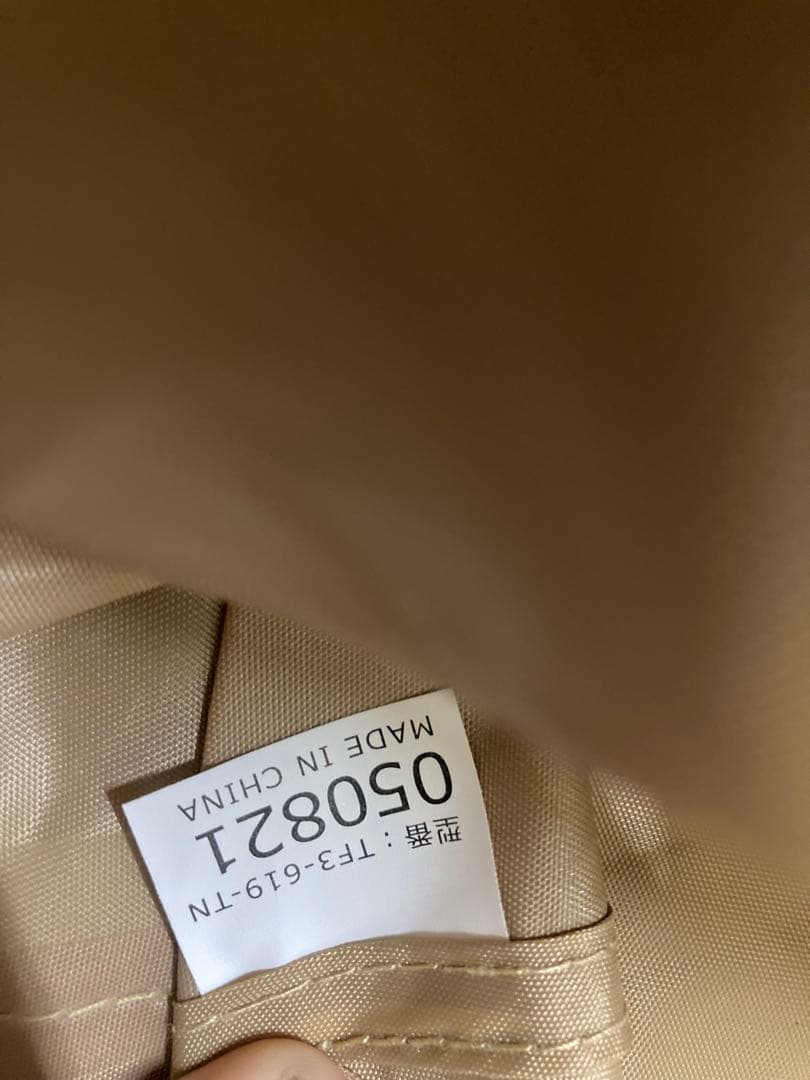 型番：TF3-619-TN
050821
MADE IN CHINA